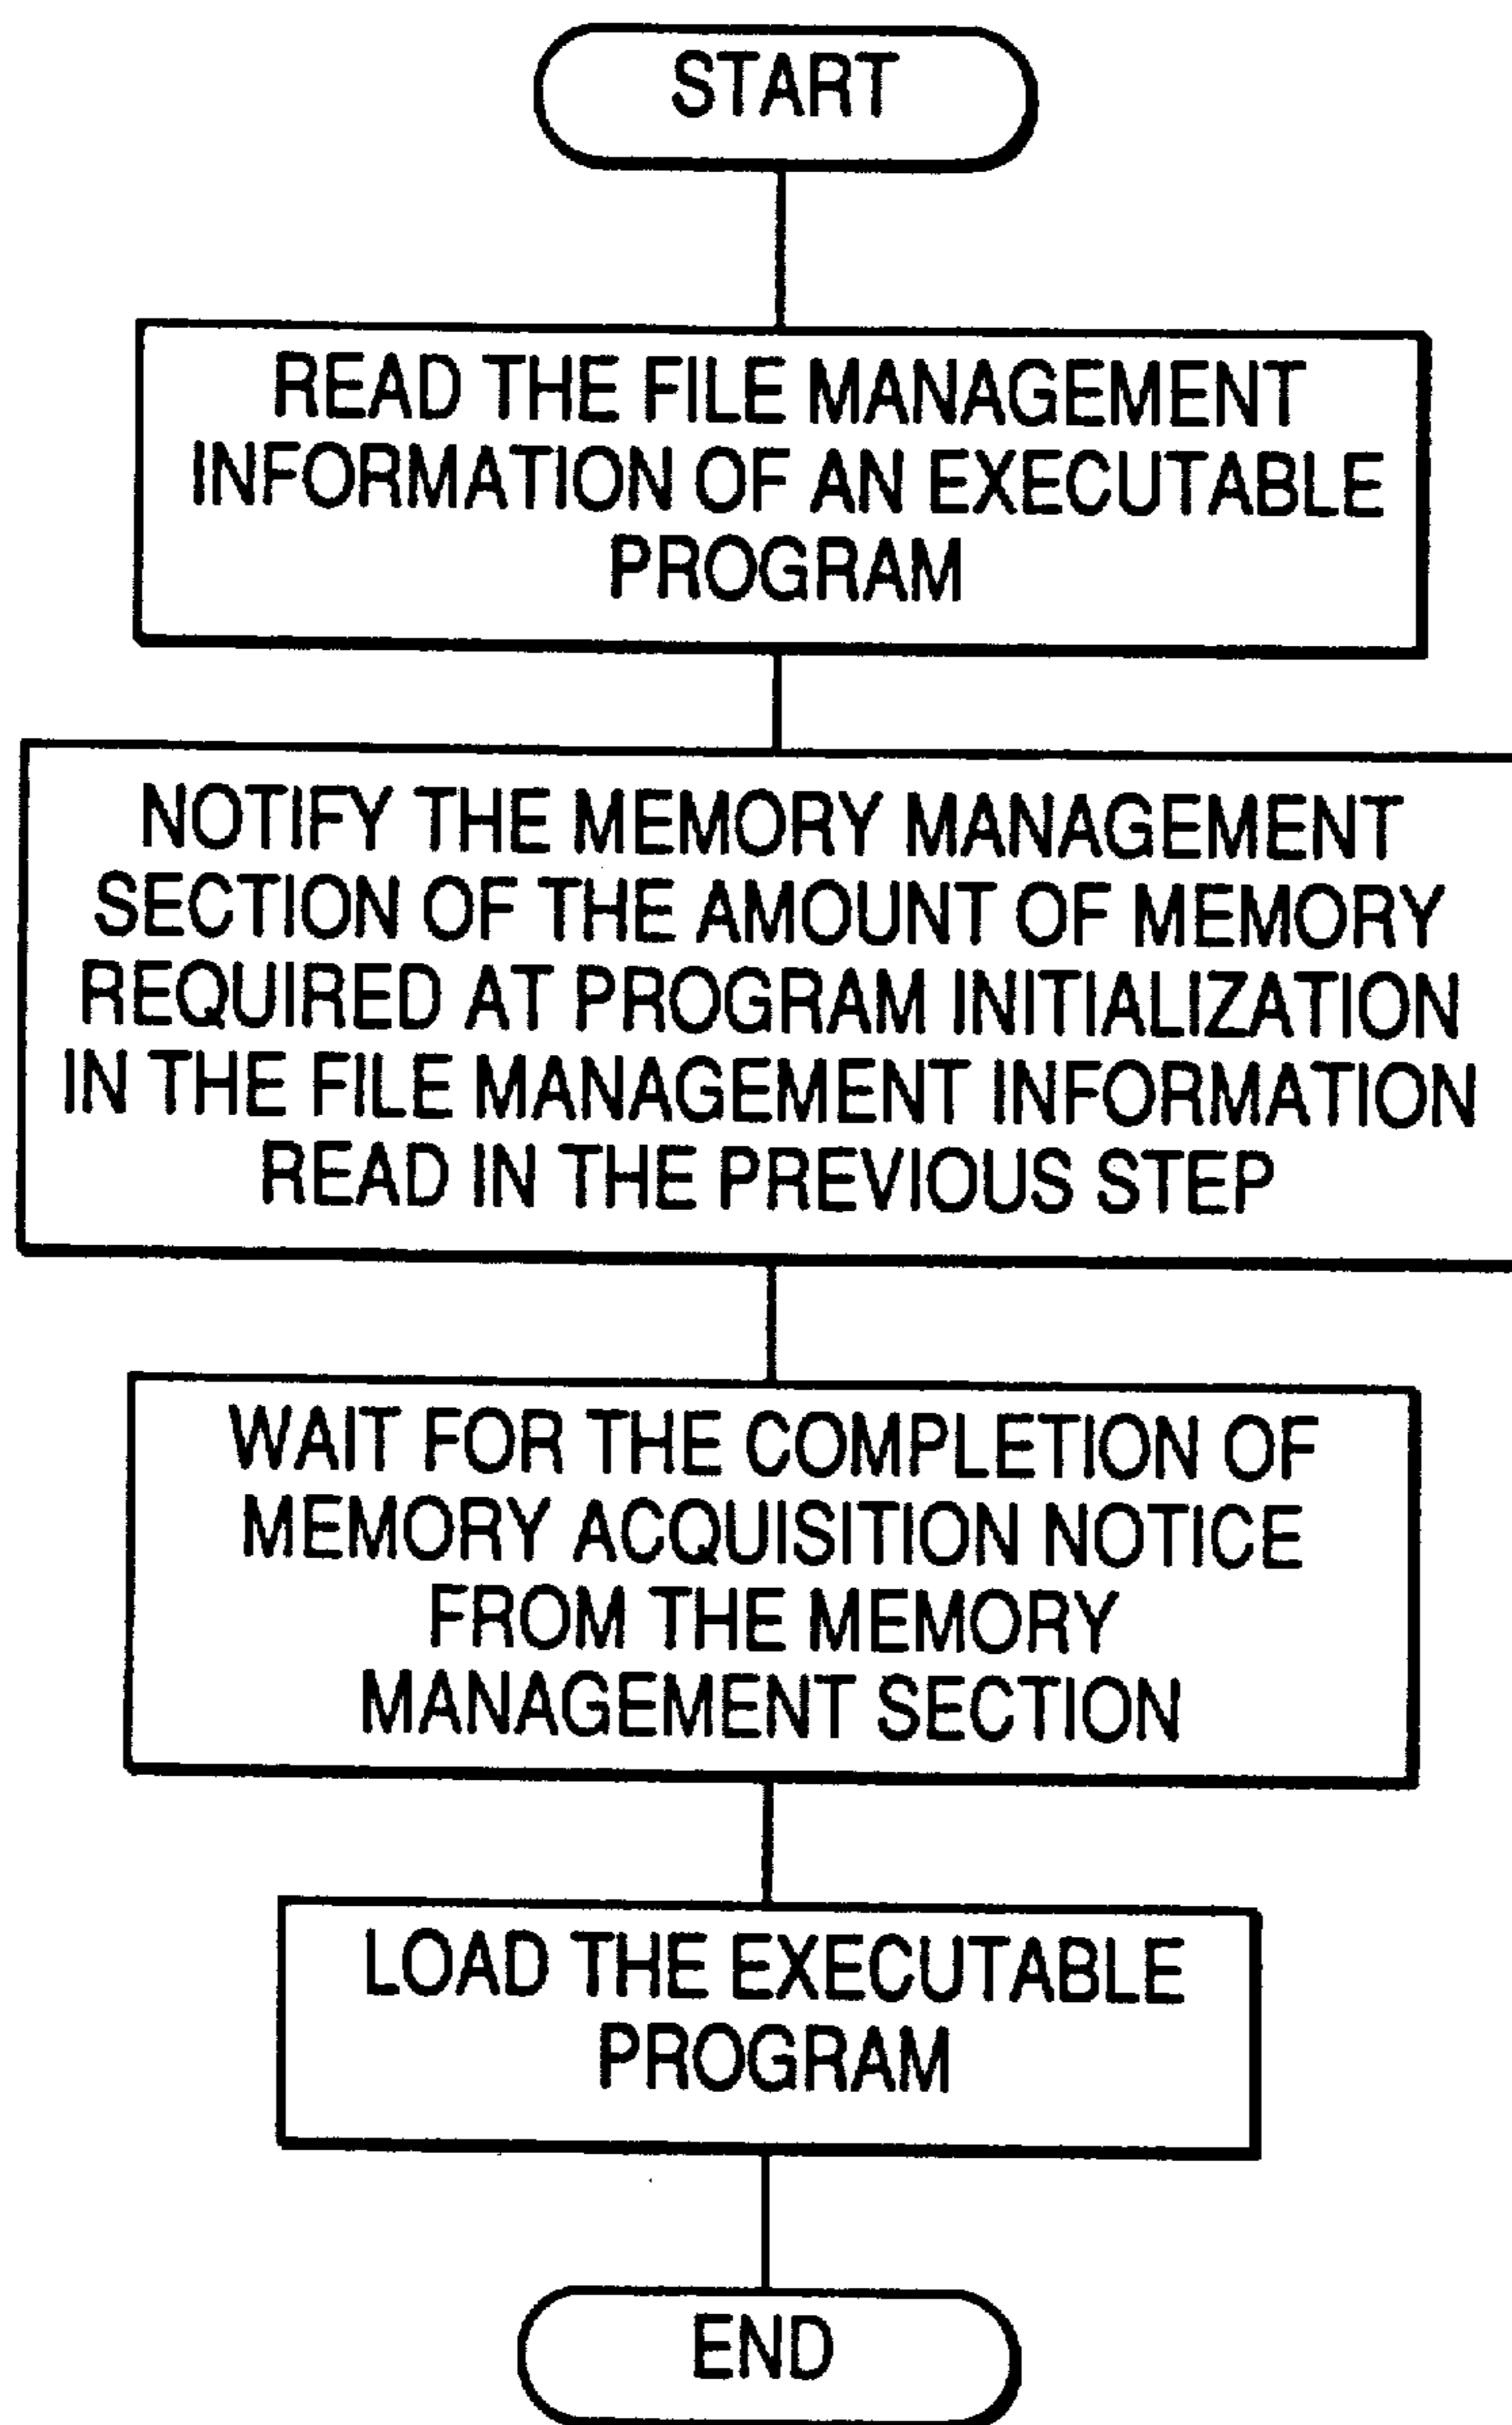 START
READ THE FILE MANAGEMENT
INFORMATION OF AN EXECUTABLE
PROGRAM
NOTIFY THE MEMORY MANAGEMENT
SECTION OF THE AMOUNT OF MEMORY
REQUIRED AT PROGRAM INITIALIZATION
IN THE FILE MANAGEMENT INFORMATION
READ IN THE PREVIOUS STEP
WAIT FOR THE COMPLETION OF
MEMORY ACQUISITION NOTICE
FROM THE MEMORY
MANAGEMENT SECTION
LOAD THE EXECUTABLE
PROGRAM
END